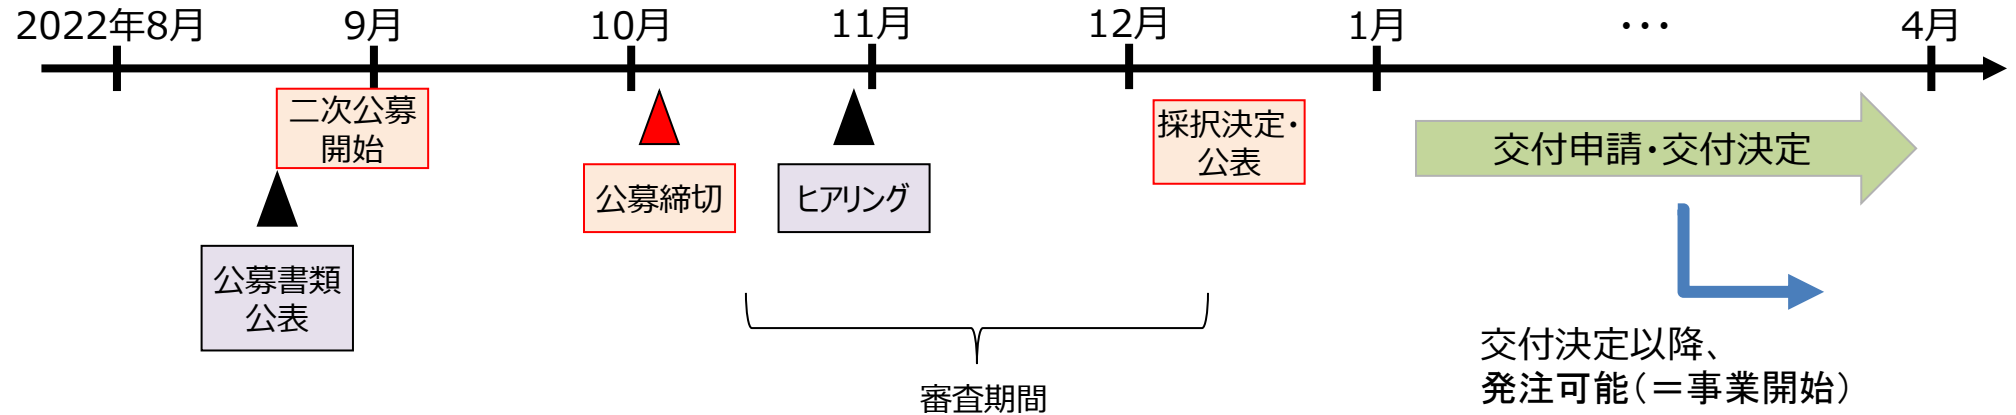 2022年8月 9月 10月 11月 12月 1月 ・・・ 4月
二次公募
開始
採択決定・
公表
交付申請・交付決定
公募締切
ヒアリング
公募書類
公表
交付決定以降、
発注可能(＝事業開始)
審査期間